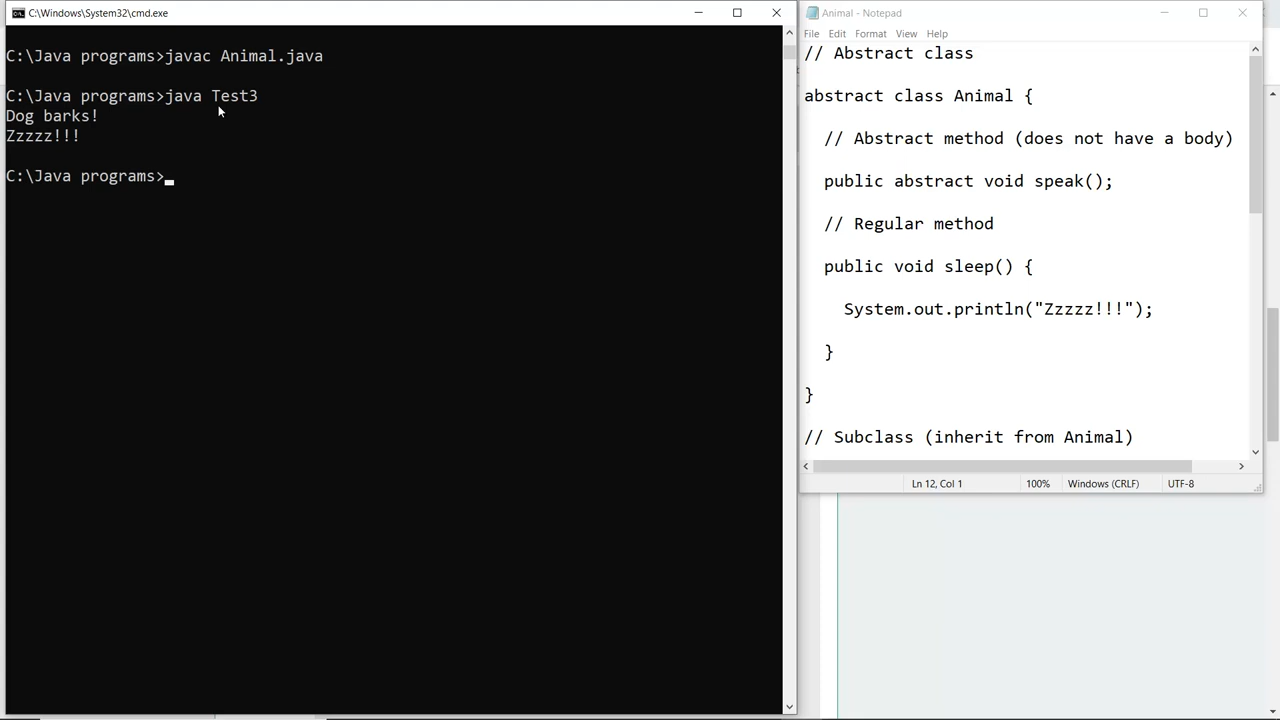 C:\Windows\System32\cmd.exe
C:\Java programs>javac Animal.java
C:\Java programs>java Test3
Dog barks!
Zzzzz!!!
C:\Java programs>
Animal - Notepad
File Edit Format View Help
// Abstract class
abstract class Animal {
// Abstract method (does not have a body)
public abstract void speak();
// Regular method
public void sleep() {
System.out.println("Zzzzz!!!");
}
}
// Subclass (inherit from Animal)
Ln 12, Col 1 100% Windows (CRLF) UTF-8